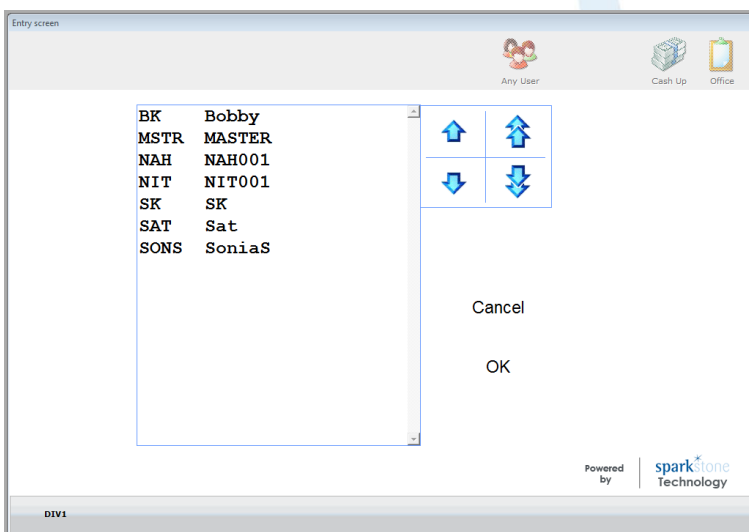 Entry screen
Any User
Cash Up
Office
BK Bobby
MSTR MASTER
NAH NAH001
NIT NIT001
SK SK
SAT Sat
SONS SoniaS
Cancel
OK
Powered by
sparkstone
Technology
DIV1